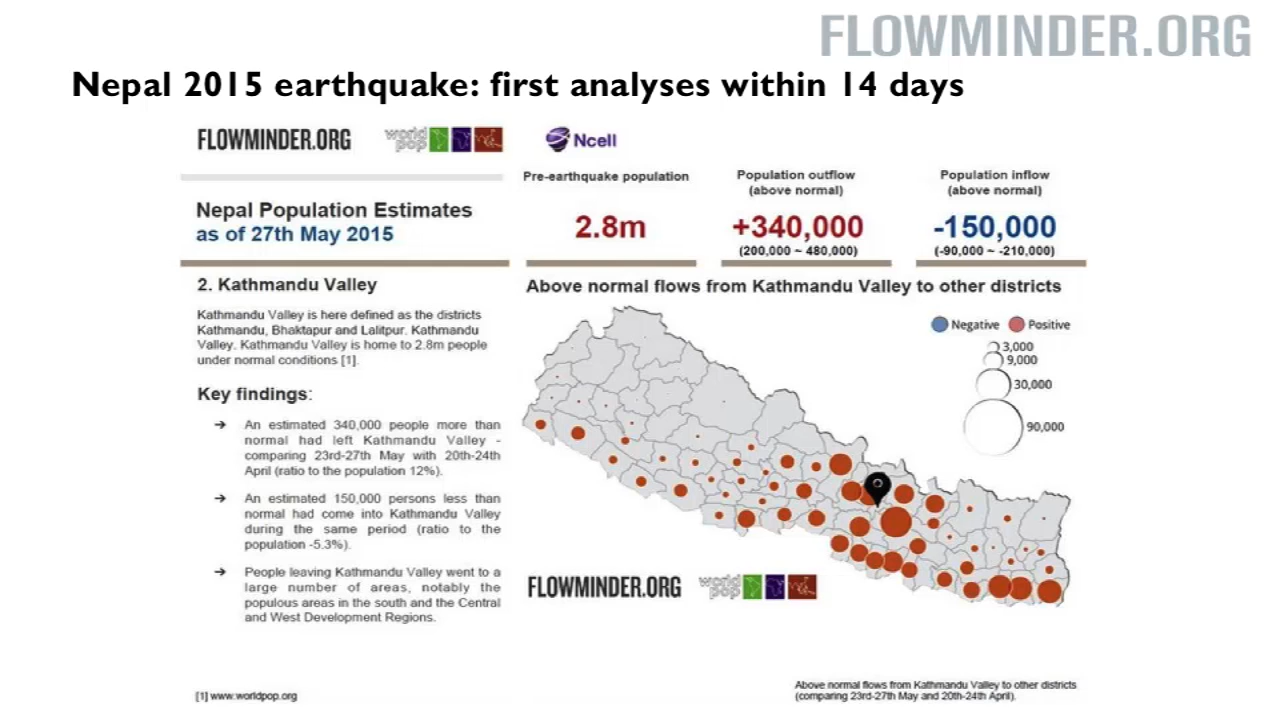 FLOWMINDER.ORG
Nepal 2015 earthquake: first analyses within 14 days
FLOWMINDER.ORG
world pop
Ncell
Nepal Population Estimates
as of 27th May 2015
Pre-earthquake population
2.8m
Population outflow
(above normal)
+340,000
(200,000 ~ 480,000)
Population inflow
(above normal)
-150,000
(-90,000 ~ -210,000)
2. Kathmandu Valley
Kathmandu Valley is here defined as the districts
Kathmandu, Bhaktapur and Lalitpur. Kathmandu
Valley. Kathmandu Valley is home to 2.8m people
under normal conditions [1].
Key findings:
→ An estimated 340,000 people more than
normal had left Kathmandu Valley -
comparing 23rd-27th May with 20th-24th
April (ratio to the population 12%).
→ An estimated 150,000 persons less than
normal had come into Kathmandu Valley
during the same period (ratio to the
population -5.3%).
→ People leaving Kathmandu Valley went to a
large number of areas, notably the
populous areas in the south and the Central
and West Development Regions.
Above normal flows from Kathmandu Valley to other districts
Negative Positive
3,000
9,000
30,000
90,000
FLOWMINDER.ORG
world pop
[1] www.worldpop.org
Above normal flows from Kathmandu Valley to other districts
(comparing 23rd-27th May and 20th-24th April).